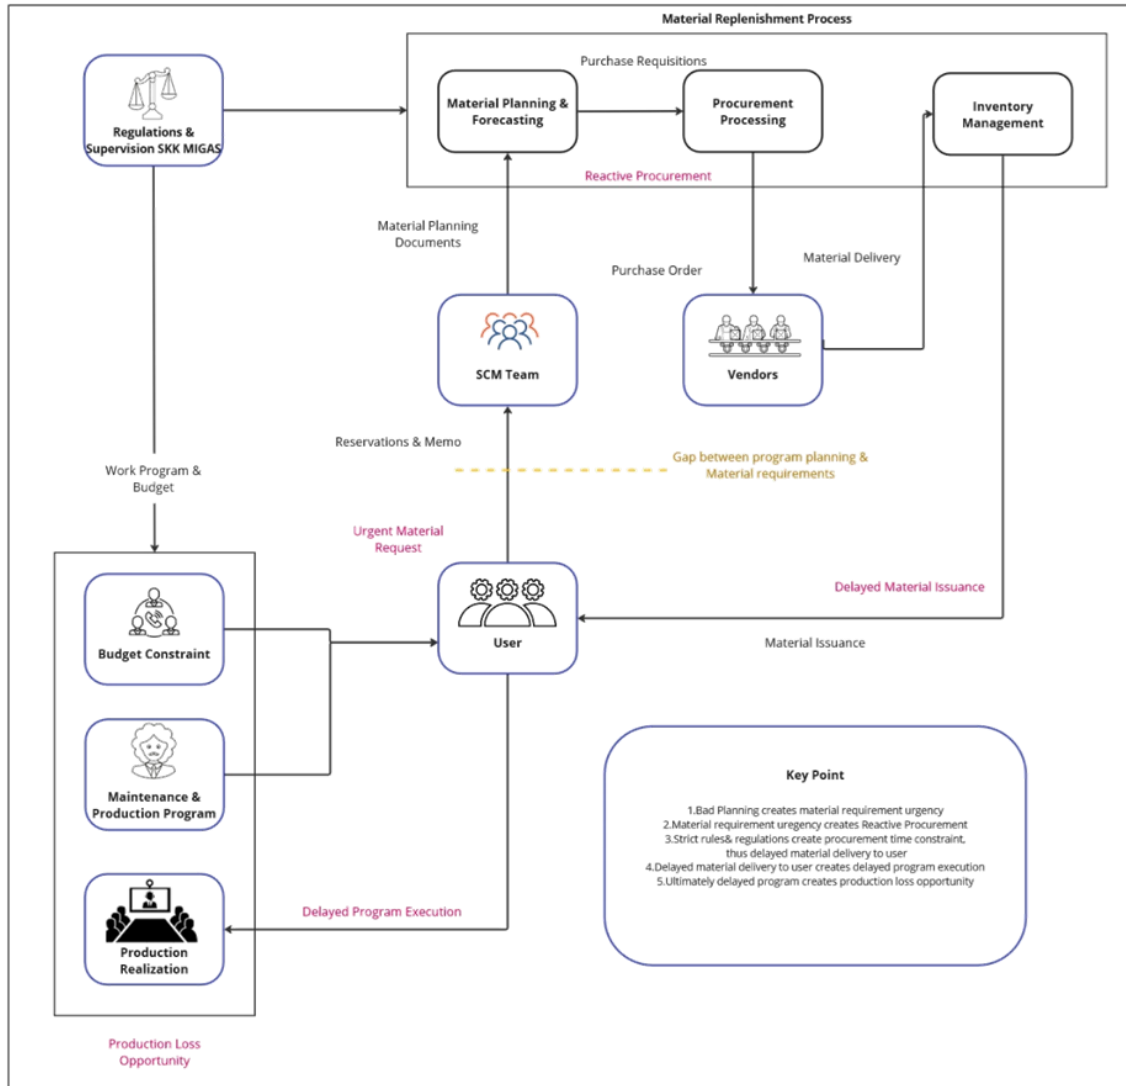 Material Replenishment Process
Purchase Requisitions
Regulations &
Supervision SKK MIGAS
Material Planning &
Forecasting
Procurement
Processing
Inventory
Management
Reactive Procurement
Material Planning
Documents
Purchase Order
Material Delivery
SCM Team
Vendors
Reservations & Memo
Gap between program planning &
Material requirements
Work Program &
Budget
Urgent Material
Request
Delayed Material Issuance
User
Material Issuance
Budget Constraint
Maintenance &
Production Program
Delayed Program Execution
Production
Realization
Production Loss
Opportunity
Key Point
1.Bad Planning creates material requirement urgency
2.Material requirement uregency creates Reactive Procurement
3.Strict rules& regulations create procurement time constraint,
thus delayed material delivery to user
4.Delayed material delivery to user creates delayed program execution
5.Ultimately delayed program creates production loss opportunity